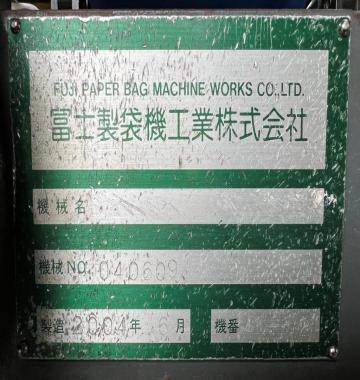 FUJI PAPER BAG MACHINE WORKS CO.,LTD.
富士製袋機工業株式会社
機械名
機械NO. 040609
製造 2004年 6月 機番